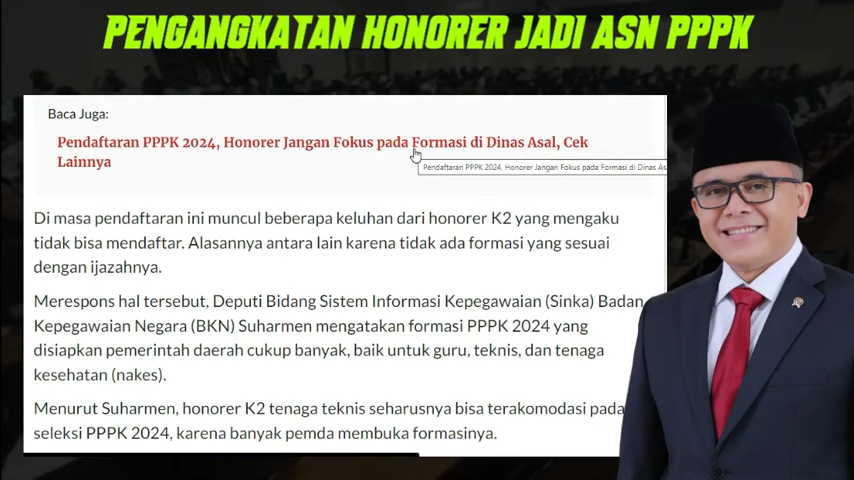 PENGANGKATAN HONORER JADI ASN PPPK
Baca Juga:
Pendaftaran PPPK 2024, Honorer Jangan Fokus pada Formasi di Dinas Asal, Cek
Lainnya
Pendaftaran PPPK 2024, Honorer Jangan Fokus pada Formasi di Dinas As
Di masa pendaftaran ini muncul beberapa keluhan dari honorer K2 yang mengaku
tidak bisa mendaftar. Alasannya antara lain karena tidak ada formasi yang sesuai
dengan ijazahnya.
Merespons hal tersebut, Deputi Bidang Sistem Informasi Kepegawaian (Sinka) Badan
Kepegawaian Negara (BKN) Suharmen mengatakan formasi PPPK 2024 yang
disiapkan pemerintah daerah cukup banyak, baik untuk guru, teknis, dan tenaga
kesehatan (nakes).
Menurut Suharmen, honorer K2 tenaga teknis seharusnya bisa terakomodasi pada
seleksi PPPK 2024, karena banyak pemda membuka formasinya.